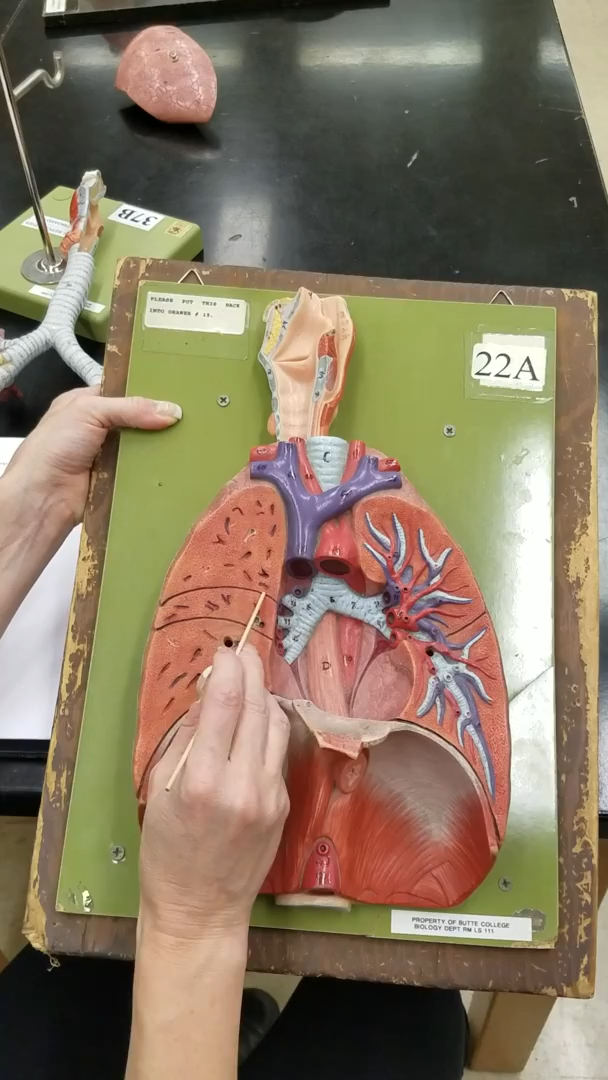 PLEASE PUT THIS BACK
INTO DRAWER # 13.
22A
37B
C
D
PROPERTY OF BUTTE COLLEGE
BIOLOGY DEPT RM LS 111